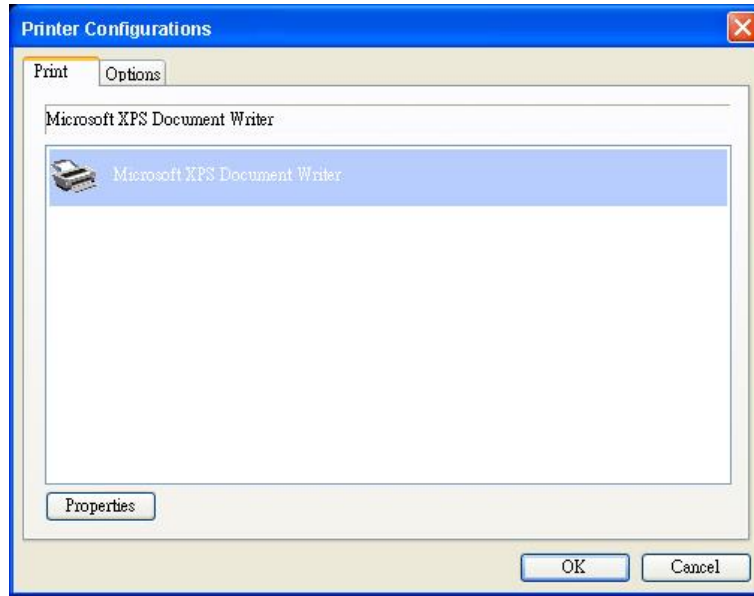 Printer Configurations
Print Options
Microsoft XPS Document Writer
Microsoft XPS Document Writer
Properties
OK Cancel